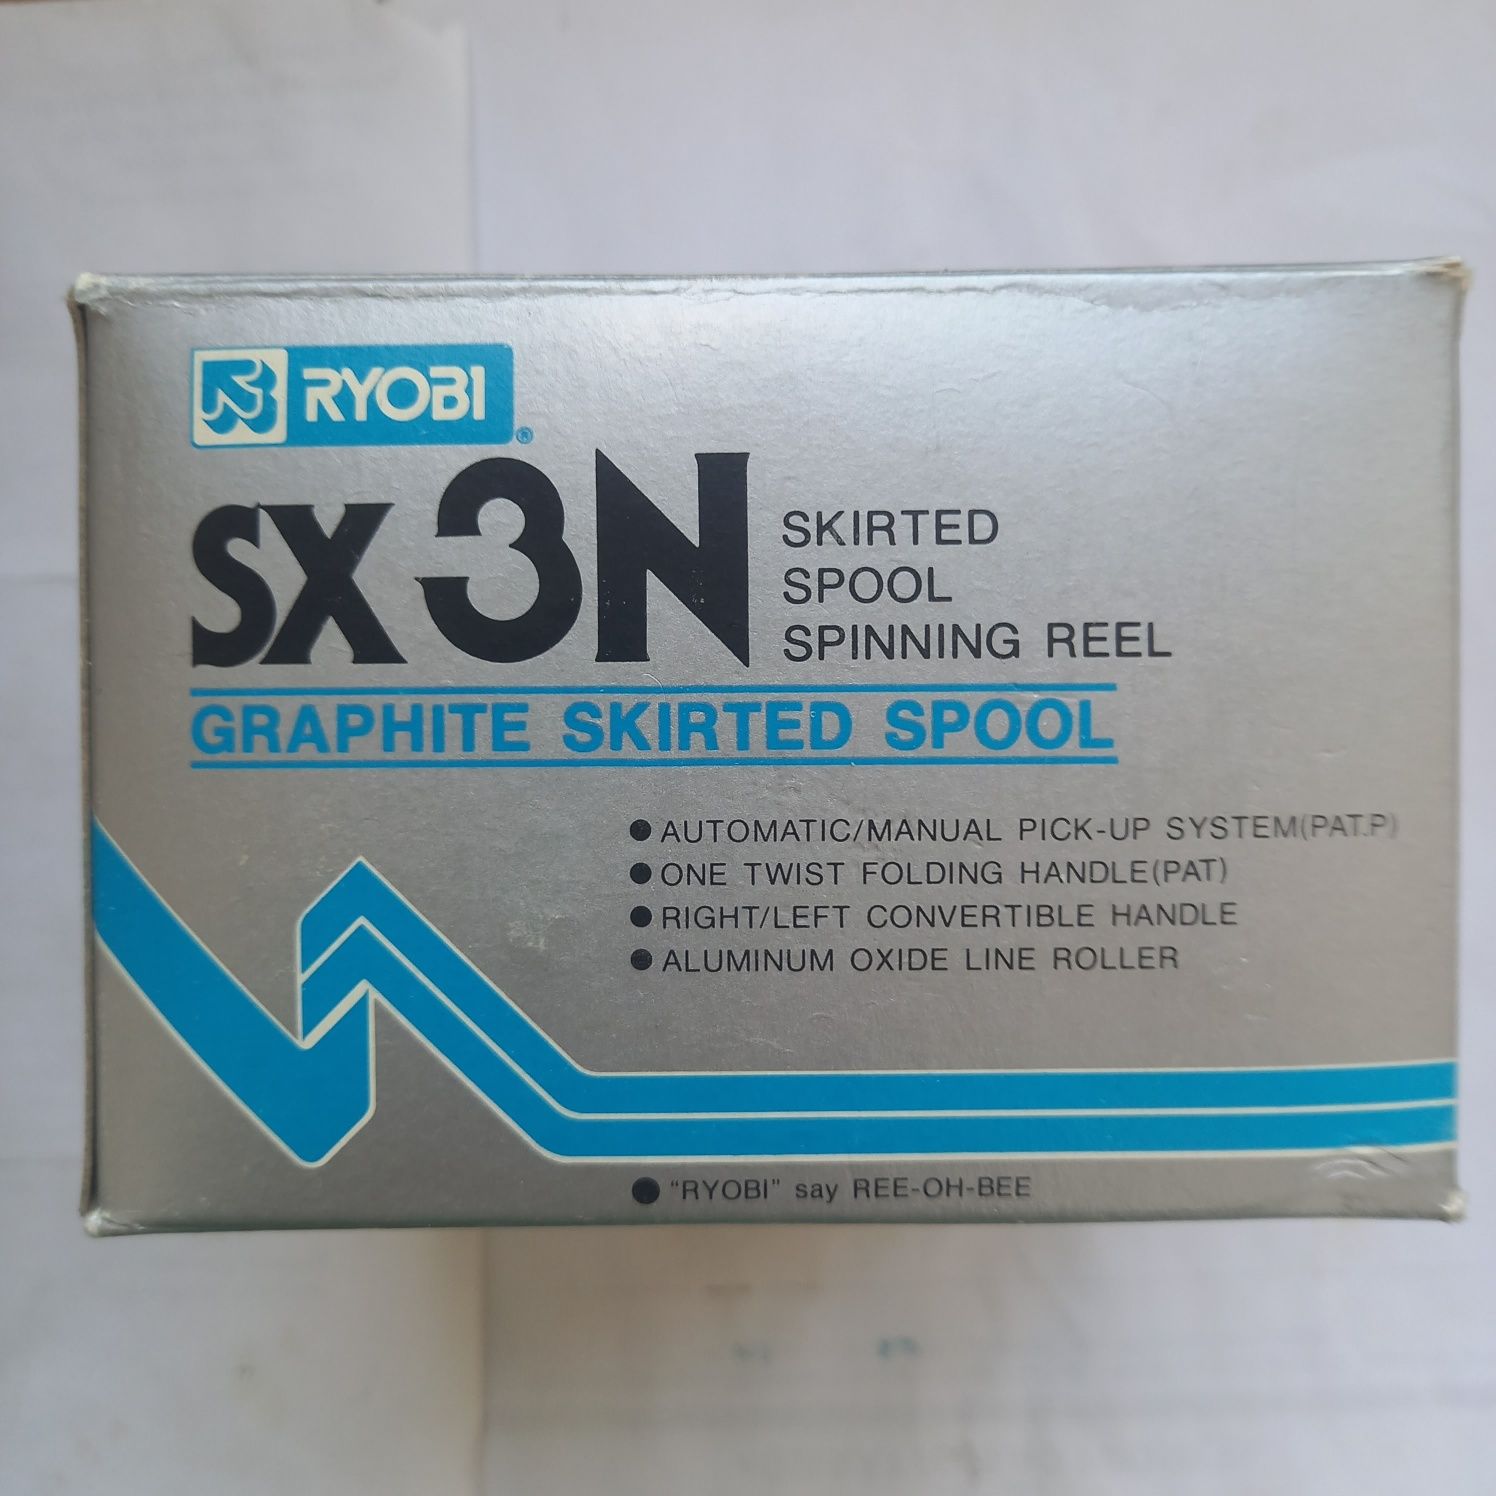 RYOBI®
SX 3N
SKIRTED
SPOOL
SPINNING REEL
GRAPHITE SKIRTED SPOOL
● AUTOMATIC/MANUAL PICK-UP SYSTEM(PAT.P)
● ONE TWIST FOLDING HANDLE(PAT)
● RIGHT/LEFT CONVERTIBLE HANDLE
● ALUMINUM OXIDE LINE ROLLER
● "RYOBI" say REE-OH-BEE